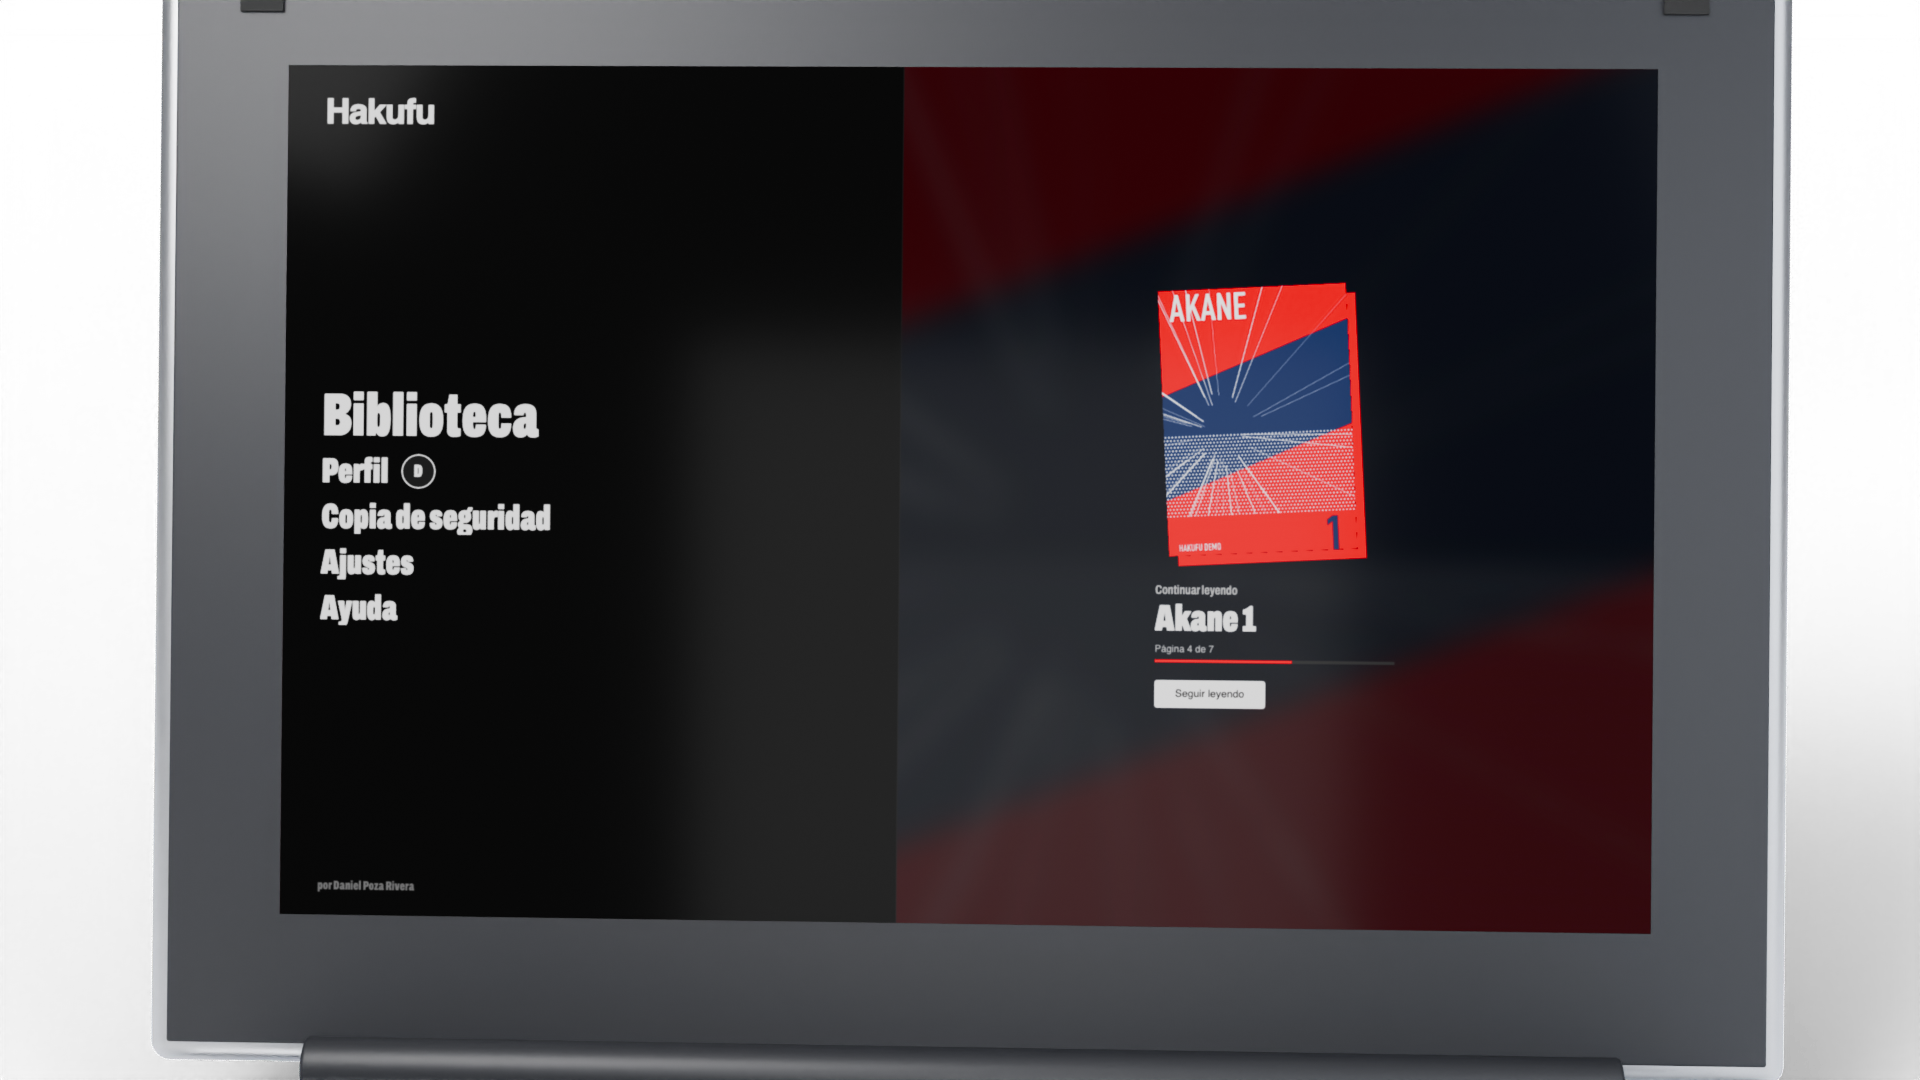 Hakufu
Biblioteca
Perfil D
Copia de seguridad
Ajustes
Ayuda
por Daniel Poza Rivera
AKANE
1
HAKUFU DEMO
Continuar leyendo
Akane 1
Página 4 de 7
Seguir leyendo